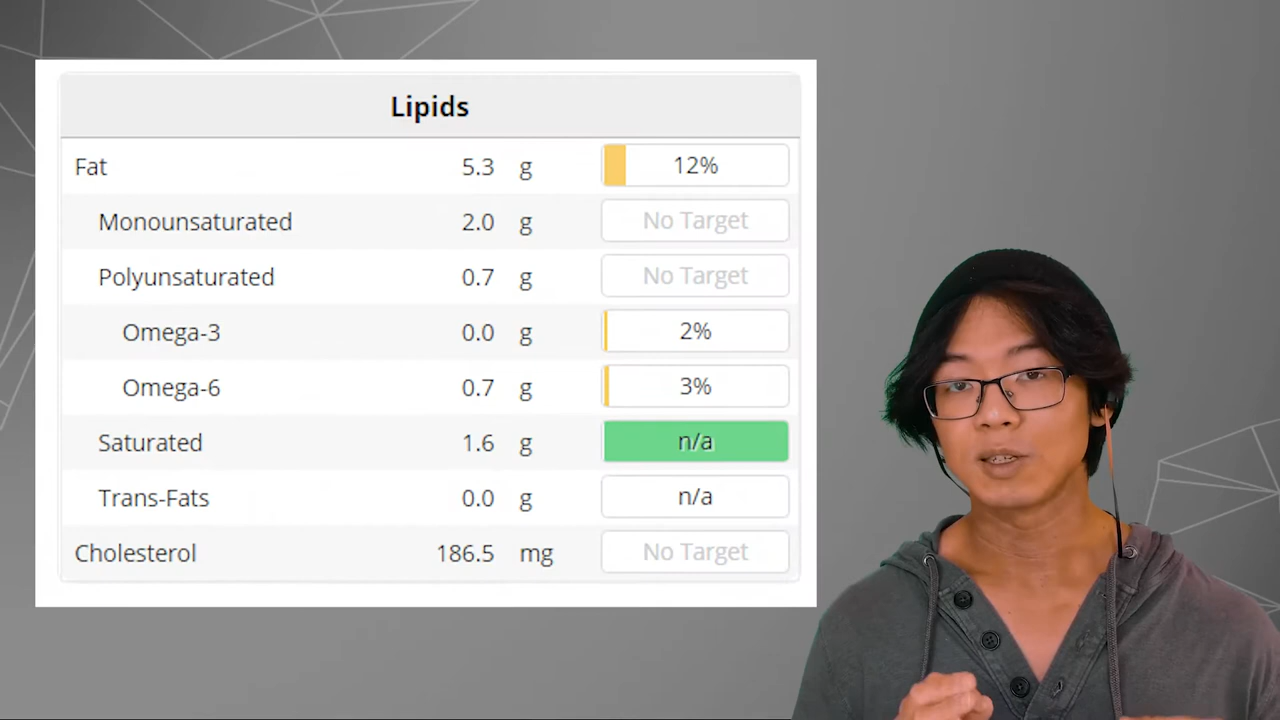 Lipids
Fat 5.3 g 12%
Monounsaturated 2.0 g No Target
Polyunsaturated 0.7 g No Target
Omega-3 0.0 g 2%
Omega-6 0.7 g 3%
Saturated 1.6 g n/a
Trans-Fats 0.0 g n/a
Cholesterol 186.5 mg No Target